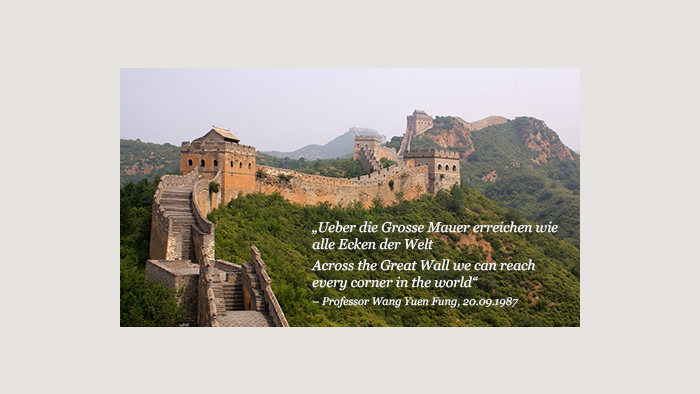 „Ueber die Grosse Mauer erreichen wie
alle Ecken der Welt
Across the Great Wall we can reach
every corner in the world“
– Professor Wang Yuen Fung, 20.09.1987